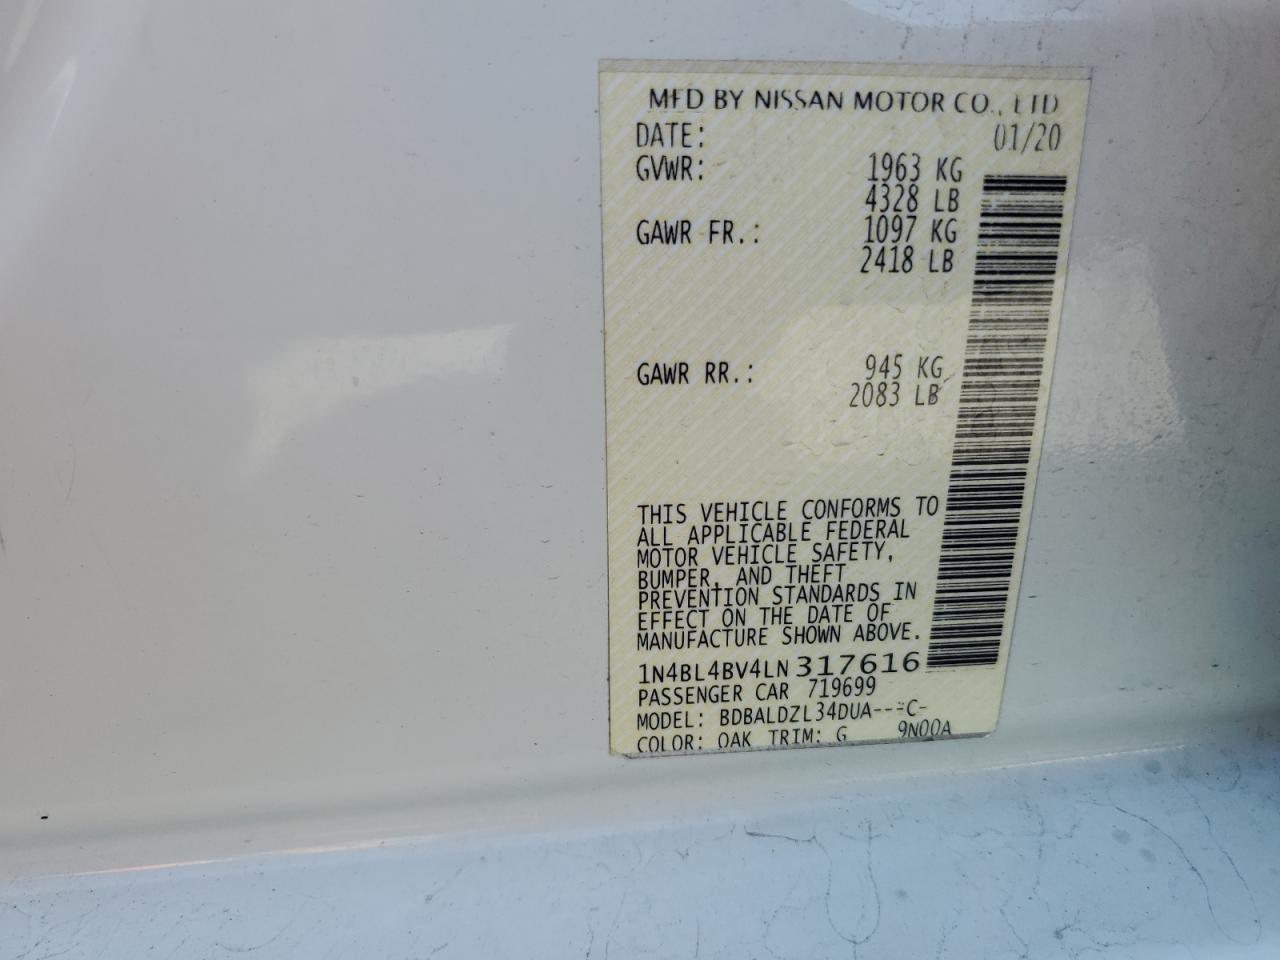 MFD BY NISSAN MOTOR CO., LTD
DATE: 01/20
GVWR: 1963 KG
4328 LB
GAWR FR.: 1097 KG
2418 LB
GAWR RR.: 945 KG
2083 LB
THIS VEHICLE CONFORMS TO
ALL APPLICABLE FEDERAL
MOTOR VEHICLE SAFETY,
BUMPER, AND THEFT
PREVENTION STANDARDS IN
EFFECT ON THE DATE OF
MANUFACTURE SHOWN ABOVE.
1N4BL4BV4LN317616
PASSENGER CAR 719699
MODEL: BDBALDZL34DUA----C-
COLOR: QAK TRIM: G 9N00A